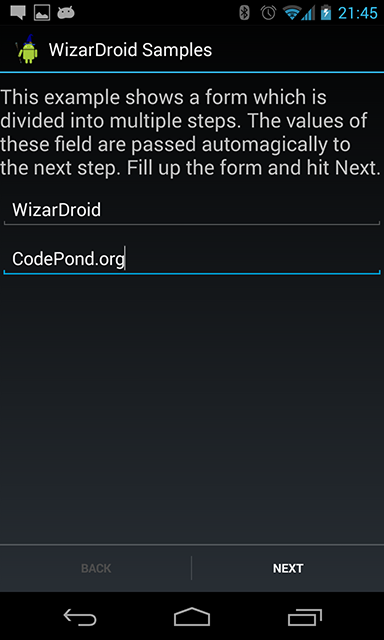 21:45
WizarDroid Samples
This example shows a form which is
divided into multiple steps. The values of
these field are passed automagically to
the next step. Fill up the form and hit Next.
WizarDroid
CodePond.org
BACK NEXT